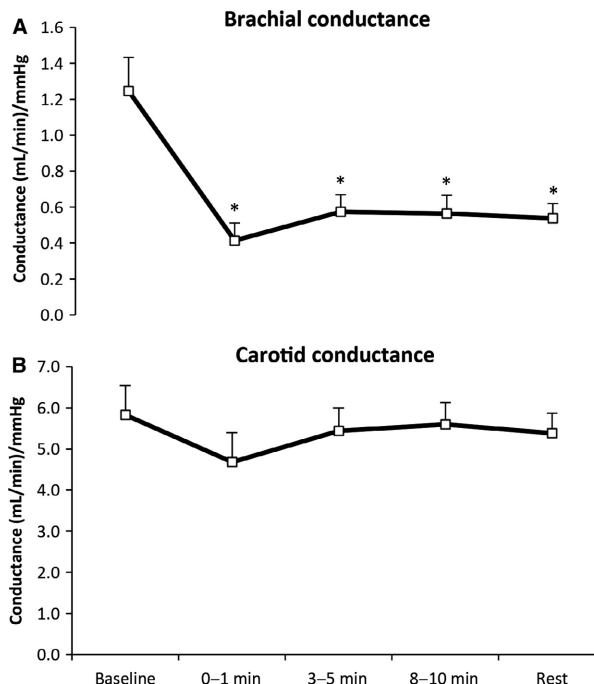 A
Brachial conductance
Conductance (mL/min)/mmHg
1.6
1.4
1.2
1.0
0.8
0.6
0.4
0.2
0.0
* * * *
B
Carotid conductance
Conductance (mL/min)/mmHg
7.0
6.0
5.0
4.0
3.0
2.0
1.0
0.0
Baseline 0–1 min 3–5 min 8–10 min Rest